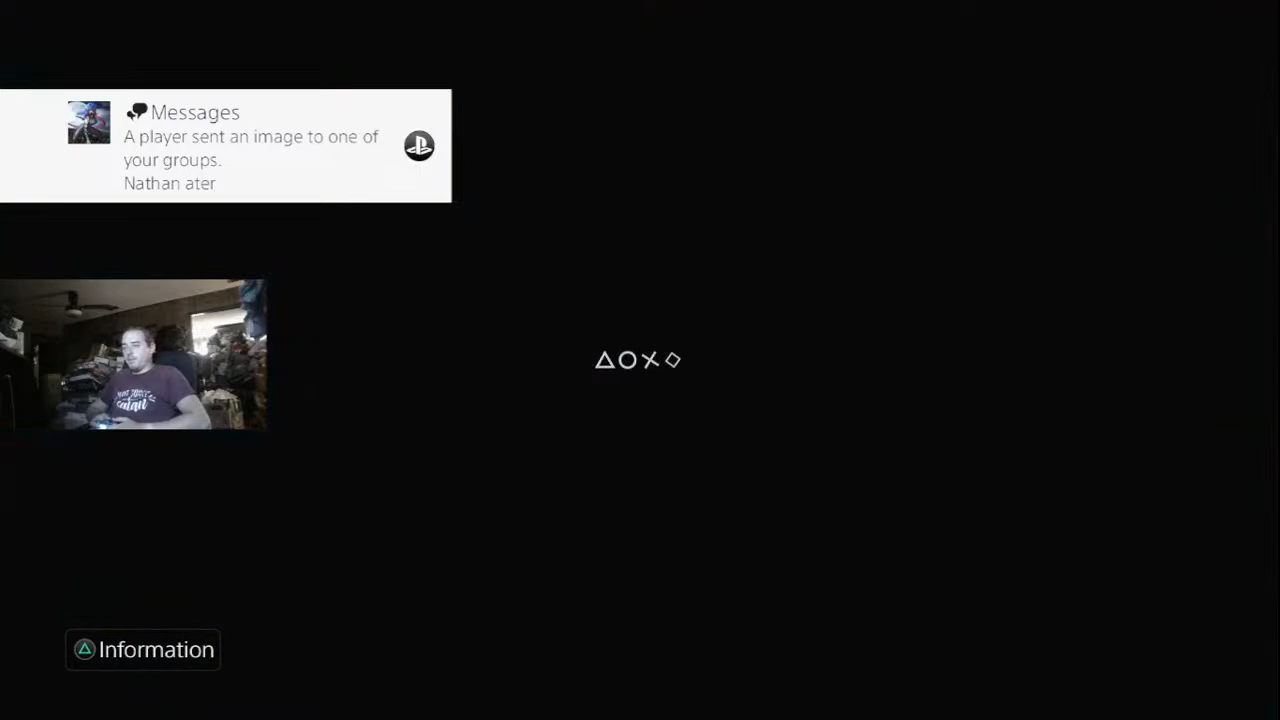 Messages
A player sent an image to one of
your groups.
Nathan ater
Information